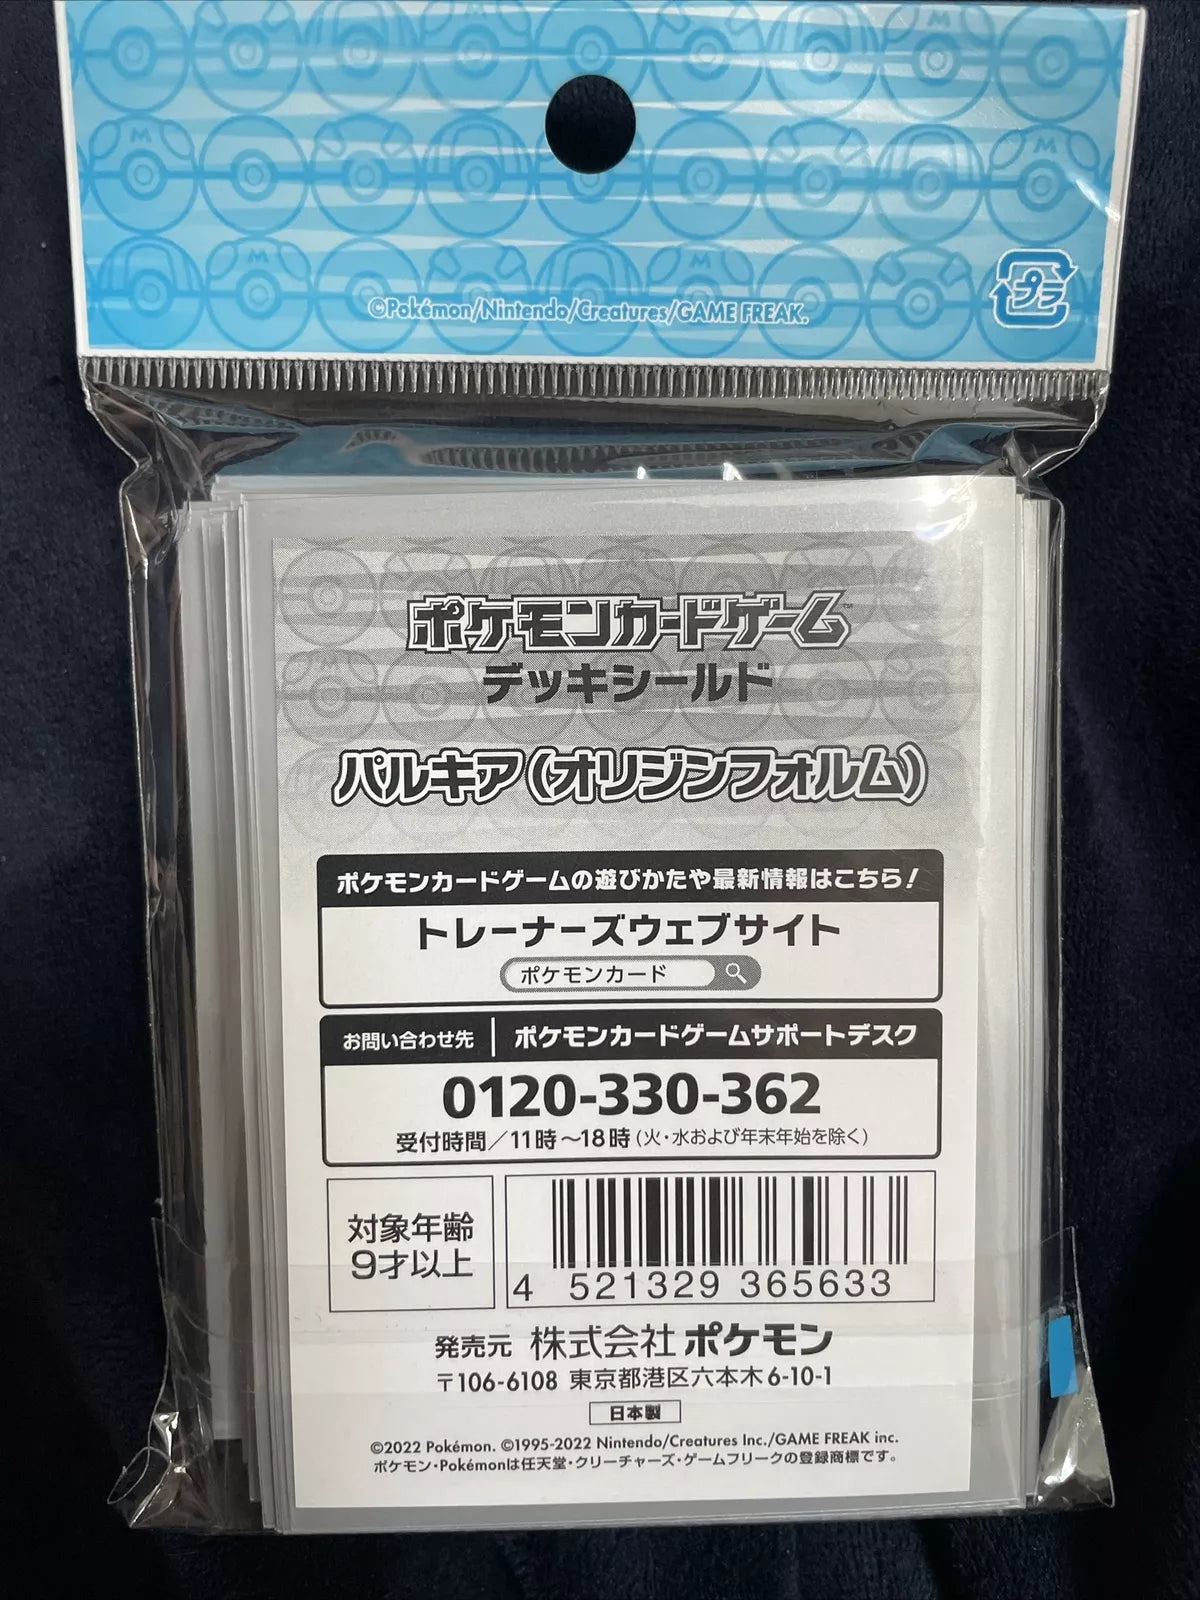 ©Pokémon/Nintendo/Creatures/GAME FREAK.
プラ
ポケモンカードゲーム™
デッキシールド
パルキア(オリジンフォルム)
ポケモンカードゲームの遊びかたや最新情報はこちら!
トレーナーズウェブサイト
ポケモンカード
お問い合わせ先 ポケモンカードゲームサポートデスク
0120-330-362
受付時間/11時~18時(火・水および年末年始を除く)
対象年齢
9才以上
4 521329 365633
発売元 株式会社ポケモン
〒106-6108 東京都港区六本木6-10-1
日本製
©2022 Pokémon. ©1995-2022 Nintendo/Creatures Inc./GAME FREAK inc.
ポケモン・Pokémonは任天堂・クリーチャーズ・ゲームフリークの登録商標です。